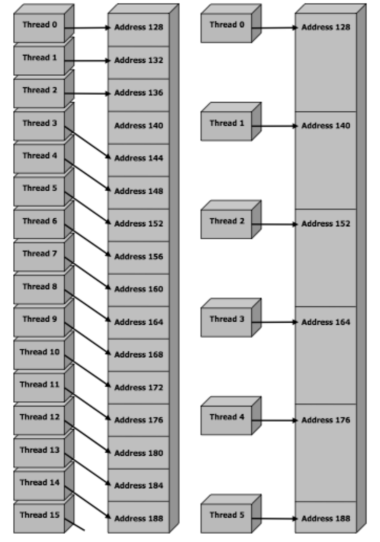 Thread 0
Thread 1
Thread 2
Thread 3
Thread 4
Thread 5
Thread 6
Thread 7
Thread 8
Thread 9
Thread 10
Thread 11
Thread 12
Thread 13
Thread 14
Thread 15
Address 128
Address 132
Address 136
Address 140
Address 144
Address 148
Address 152
Address 156
Address 160
Address 164
Address 168
Address 172
Address 176
Address 180
Address 184
Address 188
Thread 0
Thread 1
Thread 2
Thread 3
Thread 4
Thread 5
Address 128
Address 140
Address 152
Address 164
Address 176
Address 188